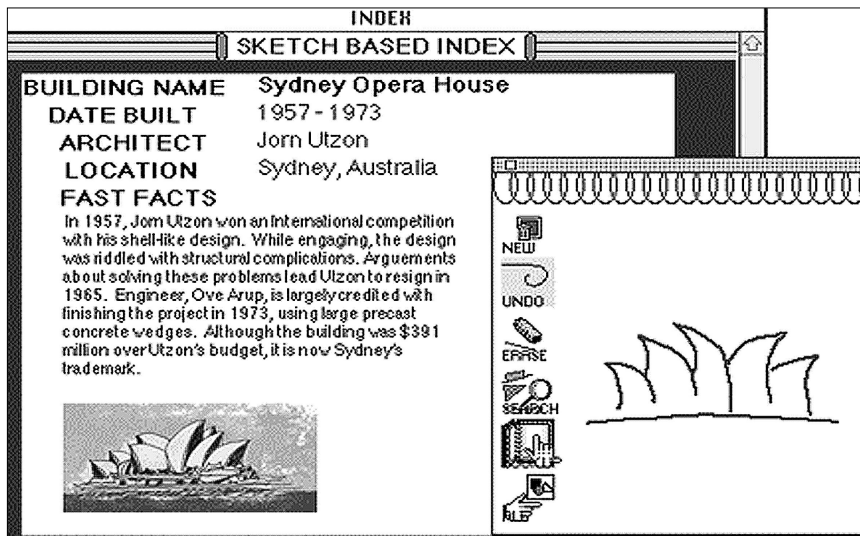 INDEX
SKETCH BASED INDEX
BUILDING NAME Sydney Opera House
DATE BUILT 1957 - 1973
ARCHITECT Jorn Utzon
LOCATION Sydney, Australia
FAST FACTS
In 1957, Jorn Utzon won an International competition
with his shell-like design. While engaging, the design
was riddled with structural complications. Arguements
about solving these problems lead Utzon to resign in
1965. Engineer, Ove Arup, is largely credited with
finishing the project in 1973, using large precast
concrete wedges. Although the building was $391
million over Utzon's budget, it is now Sydney's
trademark.
NEW
UNDO
ERASE
SEARCH